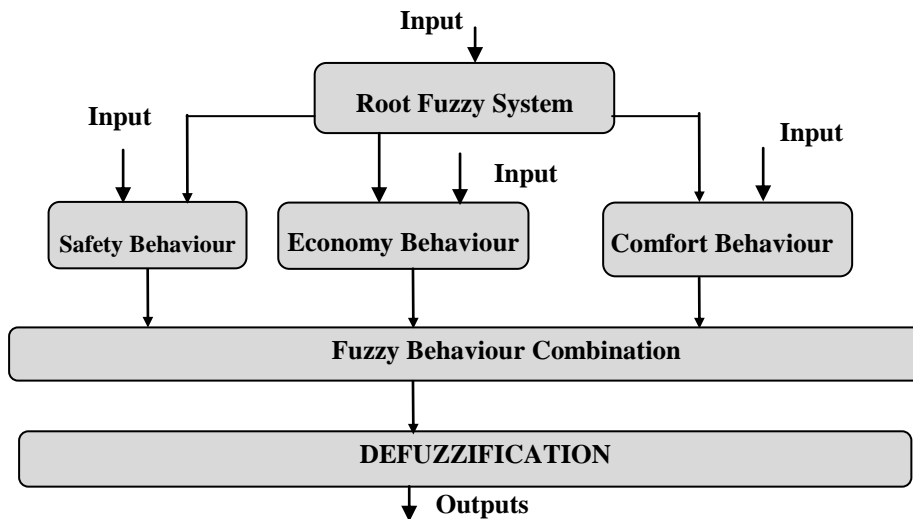 Input
Root Fuzzy System
Input
Input
Input
Safety Behaviour
Economy Behaviour
Comfort Behaviour
Fuzzy Behaviour Combination
DEFUZZIFICATION
Outputs